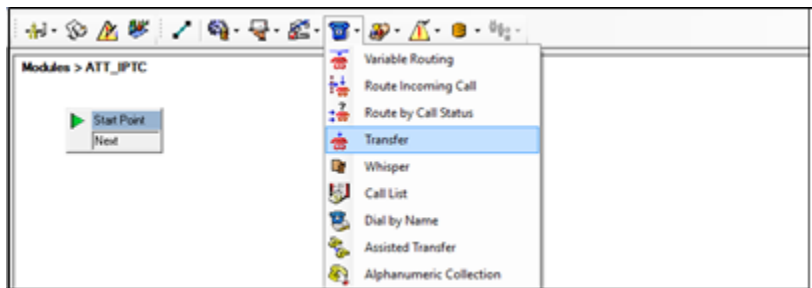 Modules > ATT_IPTC
Start Point
Next
Variable Routing
Route Incoming Call
Route by Call Status
Transfer
Whisper
Call List
Dial by Name
Assisted Transfer
Alphanumeric Collection